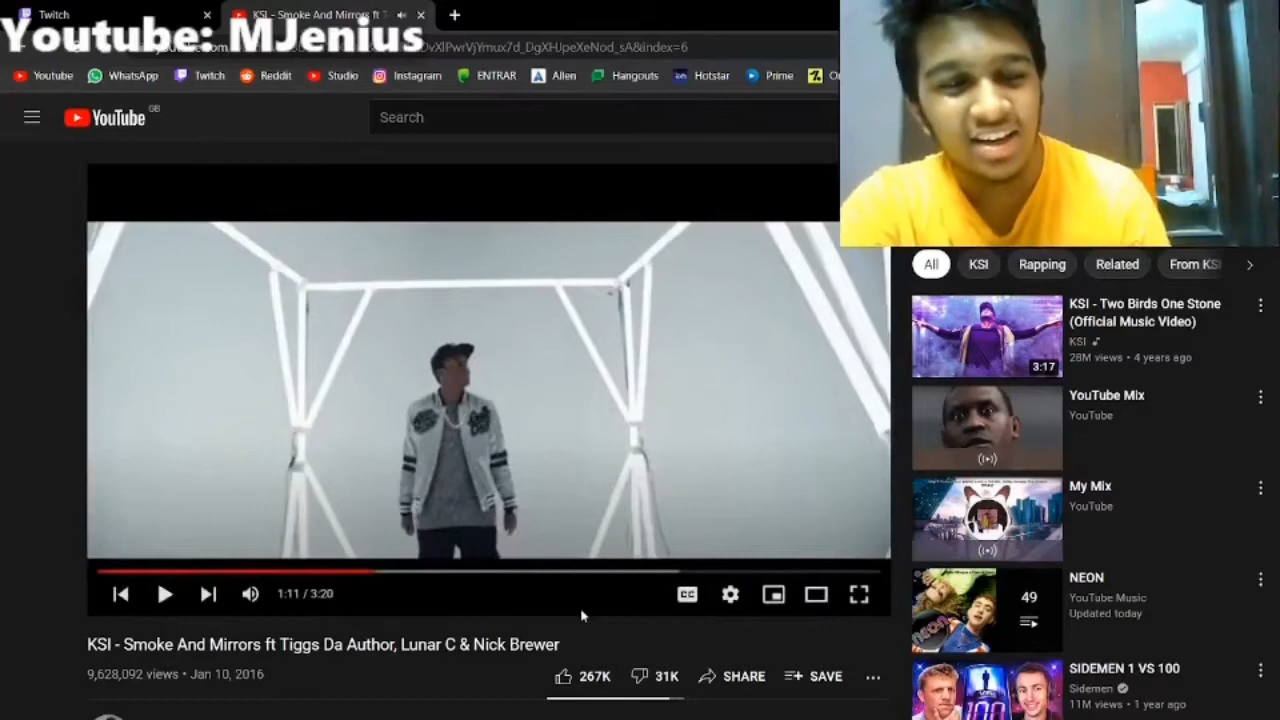 Twitch
KSI - Smoke And Mirrors ft T
Youtube: MJenius
Youtube WhatsApp Twitch Reddit Studio Instagram ENTRAR Allen Hangouts Hotstar Prime
YouTube GB
Search
All KSI Rapping Related From KSI
KSI - Two Birds One Stone
(Official Music Video)
KSI
28M views • 4 years ago
3:17
YouTube Mix
YouTube
My Mix
YouTube
NEON
YouTube Music
Updated today
49
SIDEMEN 1 VS 100
Sidemen
11M views • 1 year ago
1:11 / 3:20
CC
KSI - Smoke And Mirrors ft Tiggs Da Author, Lunar C & Nick Brewer
9,628,092 views • Jan 10, 2016
267K 31K SHARE SAVE